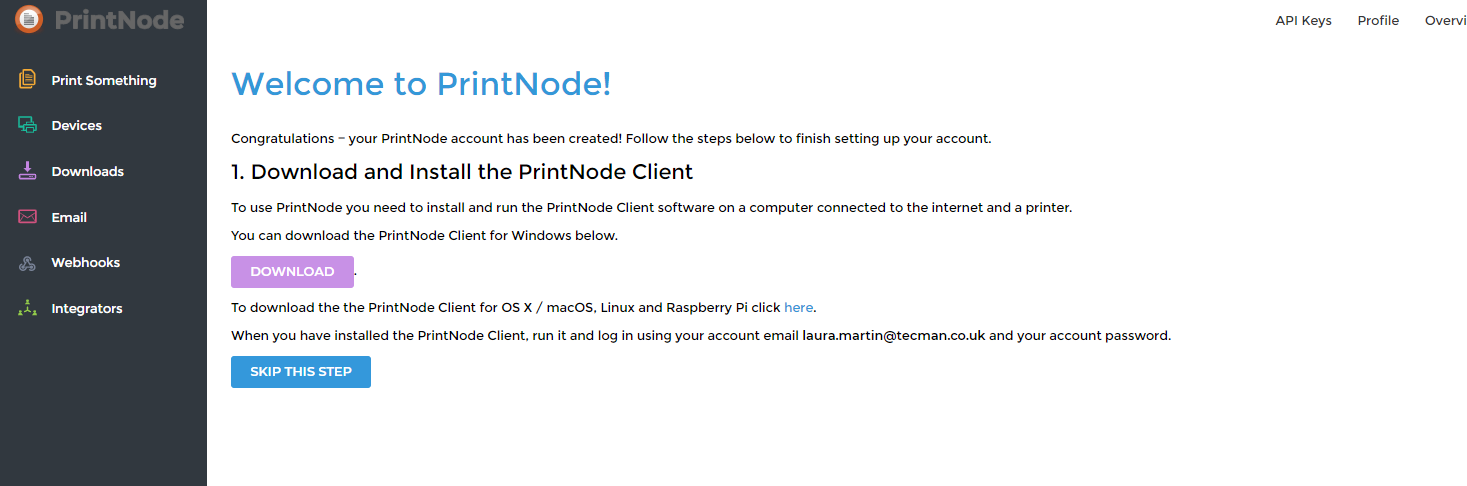 PrintNode
API Keys Profile Overvi
Print Something
Devices
Downloads
Email
Webhooks
Integrators
Welcome to PrintNode!
Congratulations – your PrintNode account has been created! Follow the steps below to finish setting up your account.
1. Download and Install the PrintNode Client
To use PrintNode you need to install and run the PrintNode Client software on a computer connected to the internet and a printer.
You can download the PrintNode Client for Windows below.
DOWNLOAD.
To download the the PrintNode Client for OS X / macOS, Linux and Raspberry Pi click here.
When you have installed the PrintNode Client, run it and log in using your account email laura.martin@tecman.co.uk and your account password.
SKIP THIS STEP